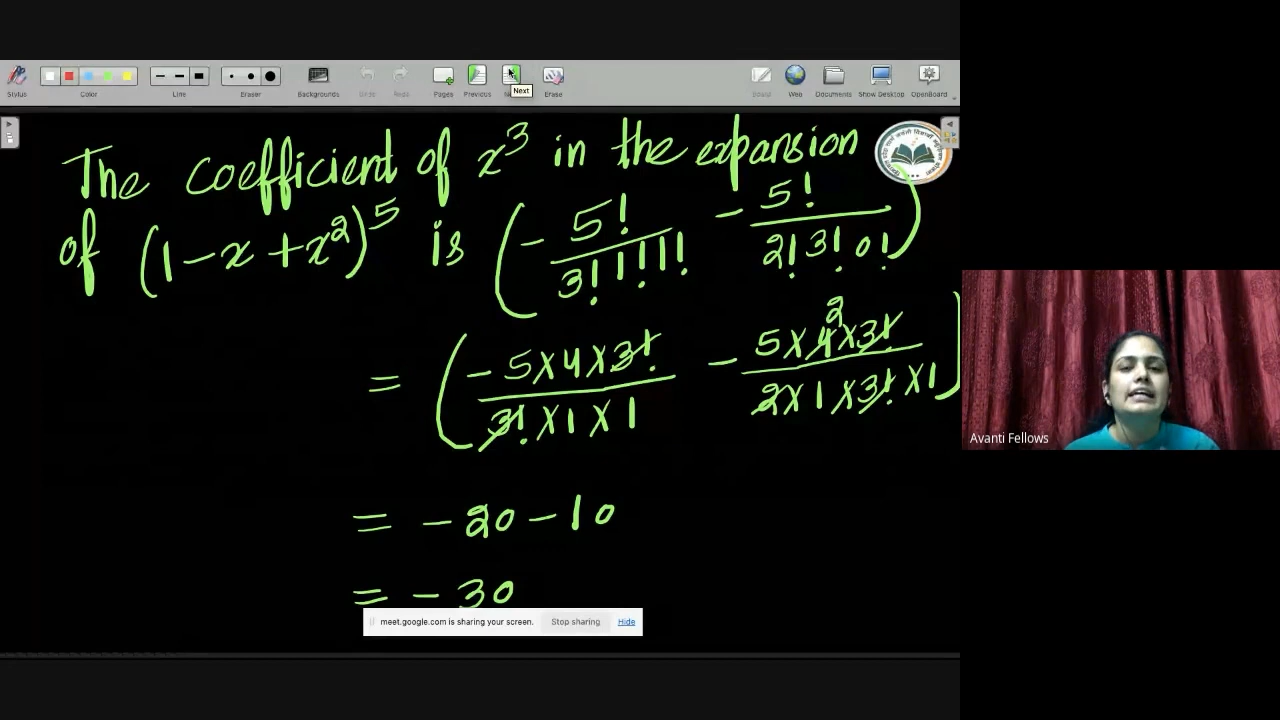 Stylus Color Line Eraser Backgrounds Undo Redo Pages Previous Erase Board Web Documents Show Desktop OpenBoard
Next
The coefficient of x^3 in the expansion
of (1 - x + x^2)^5 is (- 5!/(3! 1! 1!) - 5!/(2! 3! 0!))
= (- 5×4×3!/(3!×1×1) - 5×4×3!/(2×1×3!×1)) 2
= - 20 - 10
= - 30
meet.google.com is sharing your screen. Stop sharing Hide
Avanti Fellows